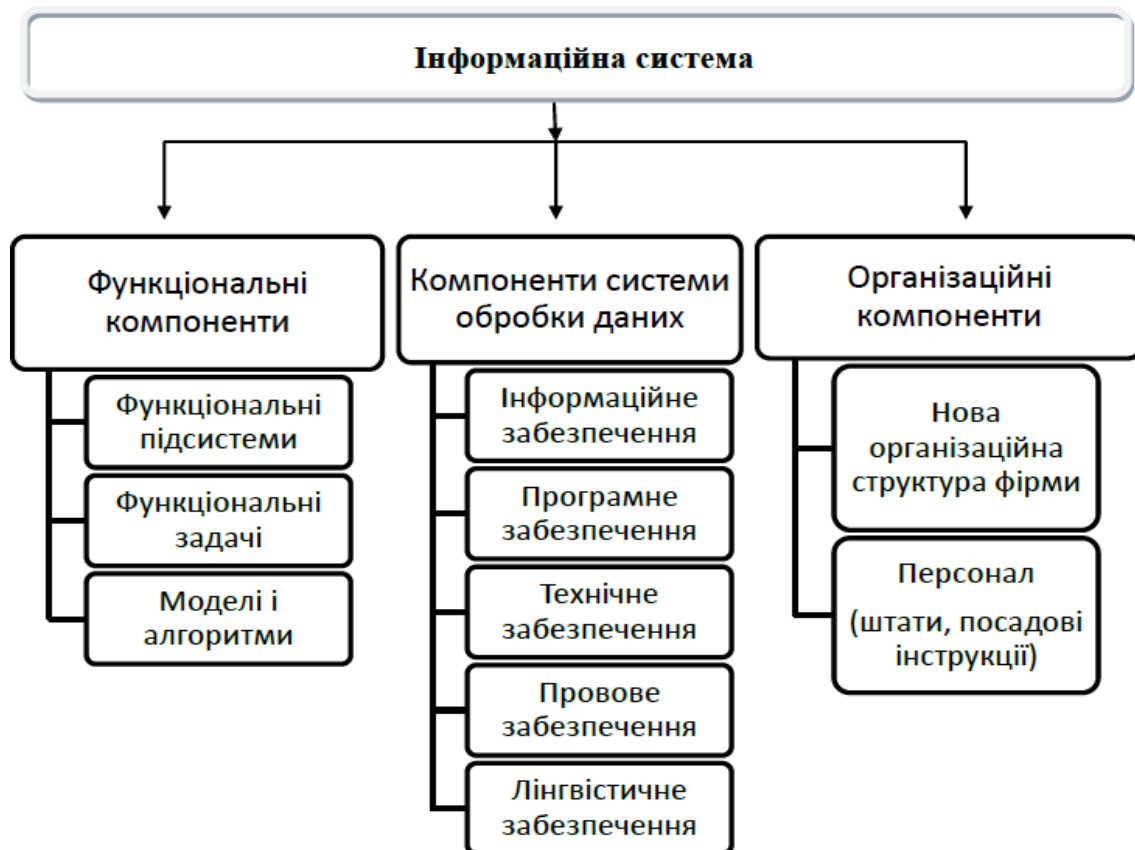 Інформаційна система
Функціональні
компоненти
Функціональні
підсистеми
Функціональні
задачі
Моделі і
алгоритми
Компоненти системи
обробки даних
Інформаційне
забезпечення
Програмне
забезпечення
Технічне
забезпечення
Провове
забезпечення
Лінгвістичне
забезпечення
Організаційні
компоненти
Нова
організаційна
структура фірми
Персонал
(штати, посадові
інструкції)